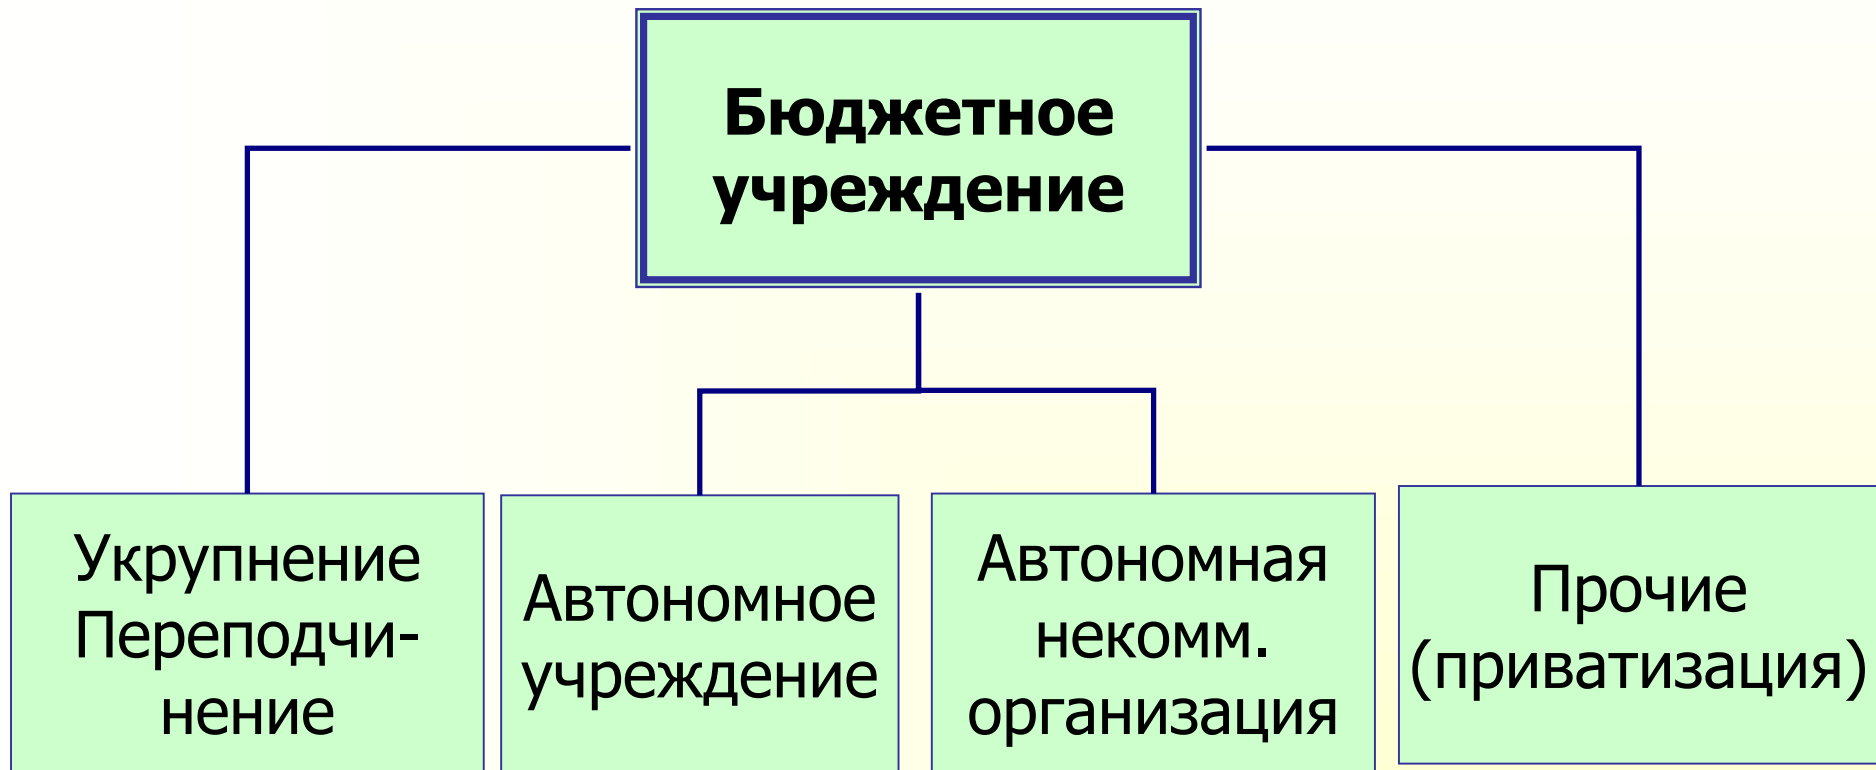 Бюджетное
учреждение
Укрупнение
Переподчи-
нение
Автономное
учреждение
Автономная
некомм.
организация
Прочие
(приватизация)